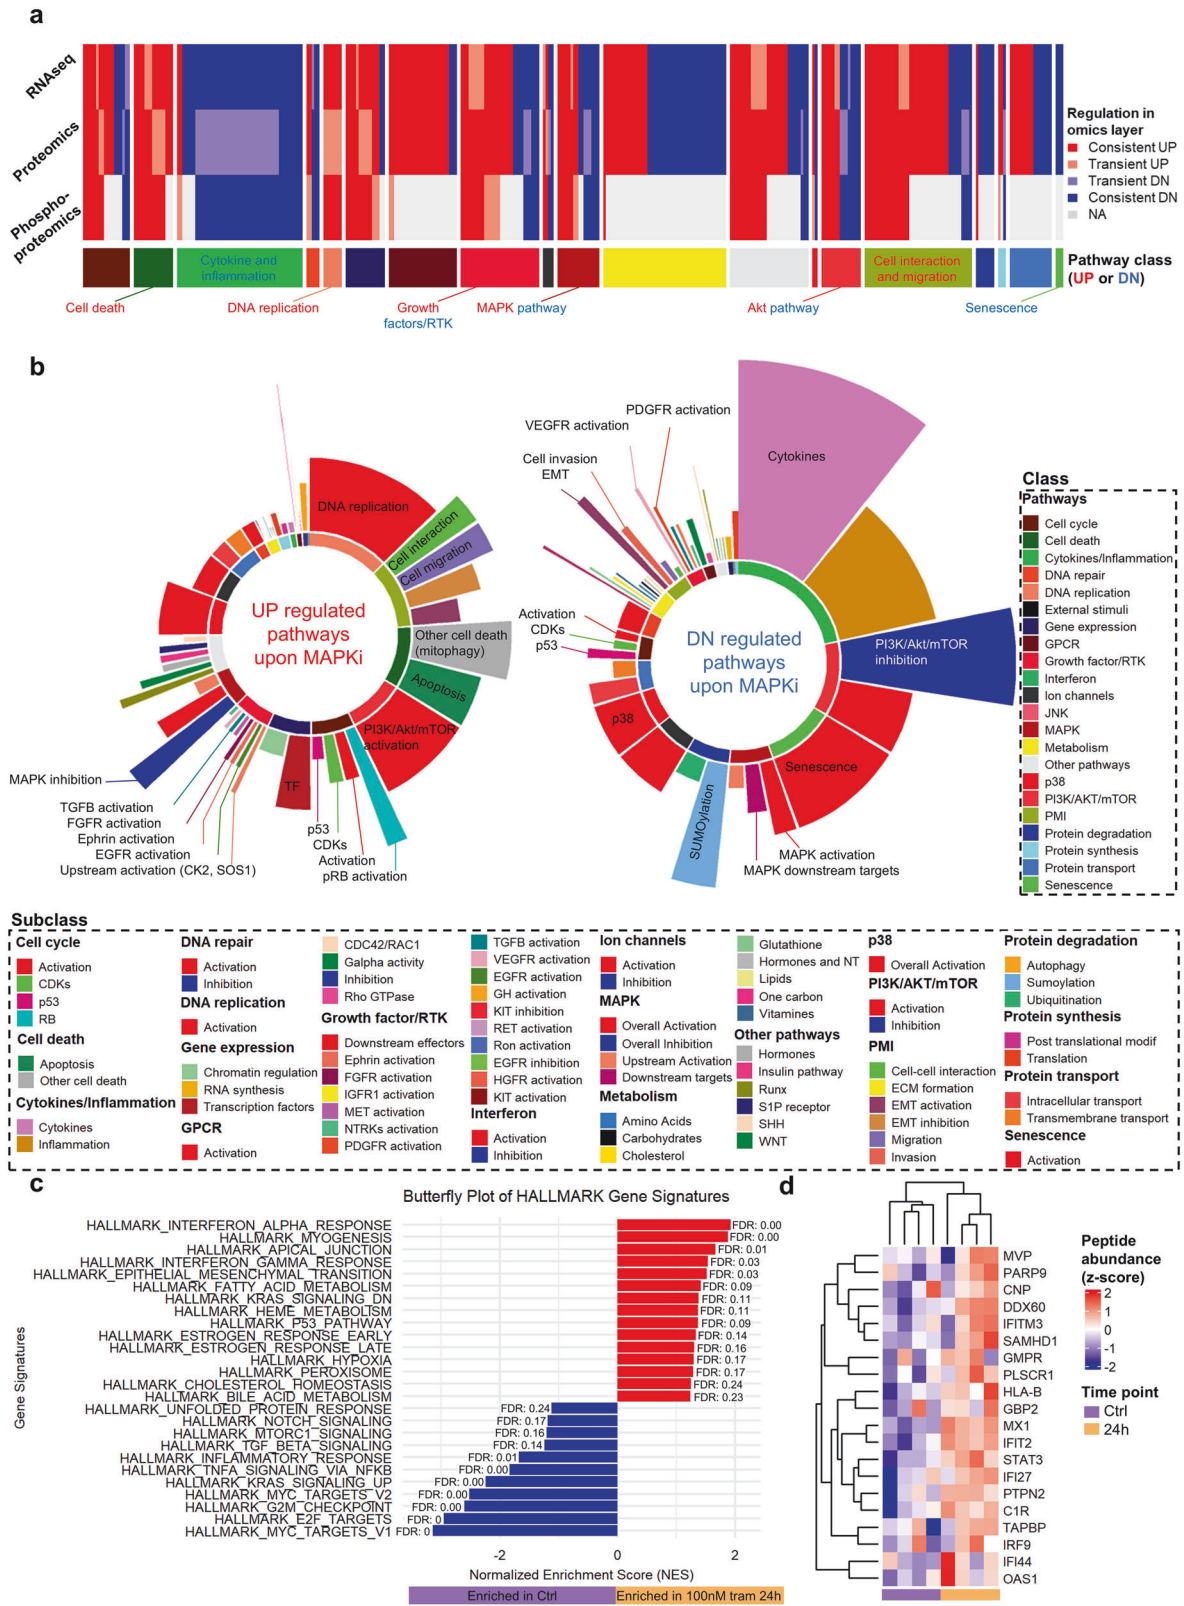 a
RNAseq
Proteomics
Phospho-
proteomics
Regulation in
omics layer
Consistent UP
Transient UP
Transient DN
Consistent DN
NA
Cytokine and
inflammation
Cell interaction
and migration
Pathway class
(UP or DN)
Cell death
DNA replication
Growth
factors/RTK
MAPK pathway
Akt pathway
Senescence
b
DNA replication
Cell interaction
Cell migration
Other cell death
(mitophagy)
Apoptosis
PI3K/Akt/mTOR
activation
TF
UP regulated
pathways
upon MAPKi
MAPK inhibition
TGFB activation
FGFR activation
Ephrin activation
EGFR activation
Upstream activation (CK2, SOS1)
p53
CDKs
Activation
pRB activation
PDGFR activation
VEGFR activation
Cell invasion
EMT
Cytokines
PI3K/Akt/mTOR
inhibition
Activation
CDKs
p53
DN regulated
pathways
upon MAPKi
p38
Senescence
SUMOylation
MAPK activation
MAPK downstream targets
Class
Pathways
Cell cycle
Cell death
Cytokines/Inflammation
DNA repair
DNA replication
External stimuli
Gene expression
GPCR
Growth factor/RTK
Interferon
Ion channels
JNK
MAPK
Metabolism
Other pathways
p38
PI3K/AKT/mTOR
PMI
Protein degradation
Protein synthesis
Protein transport
Senescence
Subclass
Cell cycle
Activation
CDKs
p53
RB
Cell death
Apoptosis
Other cell death
Cytokines/Inflammation
Cytokines
Inflammation
DNA repair
Activation
Inhibition
DNA replication
Activation
Gene expression
Chromatin regulation
RNA synthesis
Transcription factors
GPCR
Activation
CDC42/RAC1
Galpha activity
Inhibition
Rho GTPase
Growth factor/RTK
Downstream effectors
Ephrin activation
FGFR activation
IGFR1 activation
MET activation
NTRKs activation
PDGFR activation
TGFB activation
VEGFR activation
EGFR activation
GH activation
KIT inhibition
RET activation
Ron activation
EGFR inhibition
HGFR activation
KIT activation
Interferon
Activation
Inhibition
Ion channels
Activation
Inhibition
MAPK
Overall Activation
Overall Inhibition
Upstream Activation
Downstream targets
Metabolism
Amino Acids
Carbohydrates
Cholesterol
Glutathione
Hormones and NT
Lipids
One carbon
Vitamines
Other pathways
Hormones
Insulin pathway
Runx
S1P receptor
SHH
WNT
p38
Overall Activation
PI3K/AKT/mTOR
Activation
Inhibition
PMI
Cell-cell interaction
ECM formation
EMT activation
EMT inhibition
Migration
Invasion
Protein degradation
Autophagy
Sumoylation
Ubiquitination
Protein synthesis
Post translational modif
Translation
Protein transport
Intracellular transport
Transmembrane transport
Senescence
Activation
c
Butterfly Plot of HALLMARK Gene Signatures
Gene Signatures
HALLMARK_INTERFERON_ALPHA_RESPONSE FDR: 0.00
HALLMARK_MYOGENESIS FDR: 0.00
HALLMARK_APICAL_JUNCTION FDR: 0.01
HALLMARK_INTERFERON_GAMMA_RESPONSE FDR: 0.03
HALLMARK_EPITHELIAL_MESENCHYMAL_TRANSITION FDR: 0.03
HALLMARK_FATTY_ACID_METABOLISM FDR: 0.09
HALLMARK_KRAS_SIGNALING_DN FDR: 0.11
HALLMARK_HEME_METABOLISM FDR: 0.11
HALLMARK_P53_PATHWAY FDR: 0.09
HALLMARK_ESTROGEN_RESPONSE_EARLY FDR: 0.14
HALLMARK_ESTROGEN_RESPONSE_LATE FDR: 0.16
HALLMARK_HYPOXIA FDR: 0.17
HALLMARK_PEROXISOME FDR: 0.17
HALLMARK_CHOLESTEROL_HOMEOSTASIS FDR: 0.24
HALLMARK_BILE_ACID_METABOLISM FDR: 0.23
HALLMARK_UNFOLDED_PROTEIN_RESPONSE FDR: 0.24
HALLMARK_NOTCH_SIGNALING FDR: 0.17
HALLMARK_MTORC1_SIGNALING FDR: 0.16
HALLMARK_TGF_BETA_SIGNALING FDR: 0.14
HALLMARK_INFLAMMATORY_RESPONSE FDR: 0.01
HALLMARK_TNFA_SIGNALING_VIA_NFKB FDR: 0.00
HALLMARK_KRAS_SIGNALING_UP FDR: 0.00
HALLMARK_MYC_TARGETS_V2 FDR: 0.00
HALLMARK_G2M_CHECKPOINT FDR: 0.00
HALLMARK_E2F_TARGETS FDR: 0
HALLMARK_MYC_TARGETS_V1 FDR: 0
-2 0 2
Normalized Enrichment Score (NES)
Enriched in Ctrl Enriched in 100nM tram 24h
d
MVP
PARP9
CNP
DDX60
IFITM3
SAMHD1
GMPR
PLSCR1
HLA-B
GBP2
MX1
IFIT2
STAT3
IFI27
PTPN2
C1R
TAPBP
IRF9
IFI44
OAS1
Peptide
abundance
(z-score)
2
1
0
-1
-2
Time point
Ctrl
24h